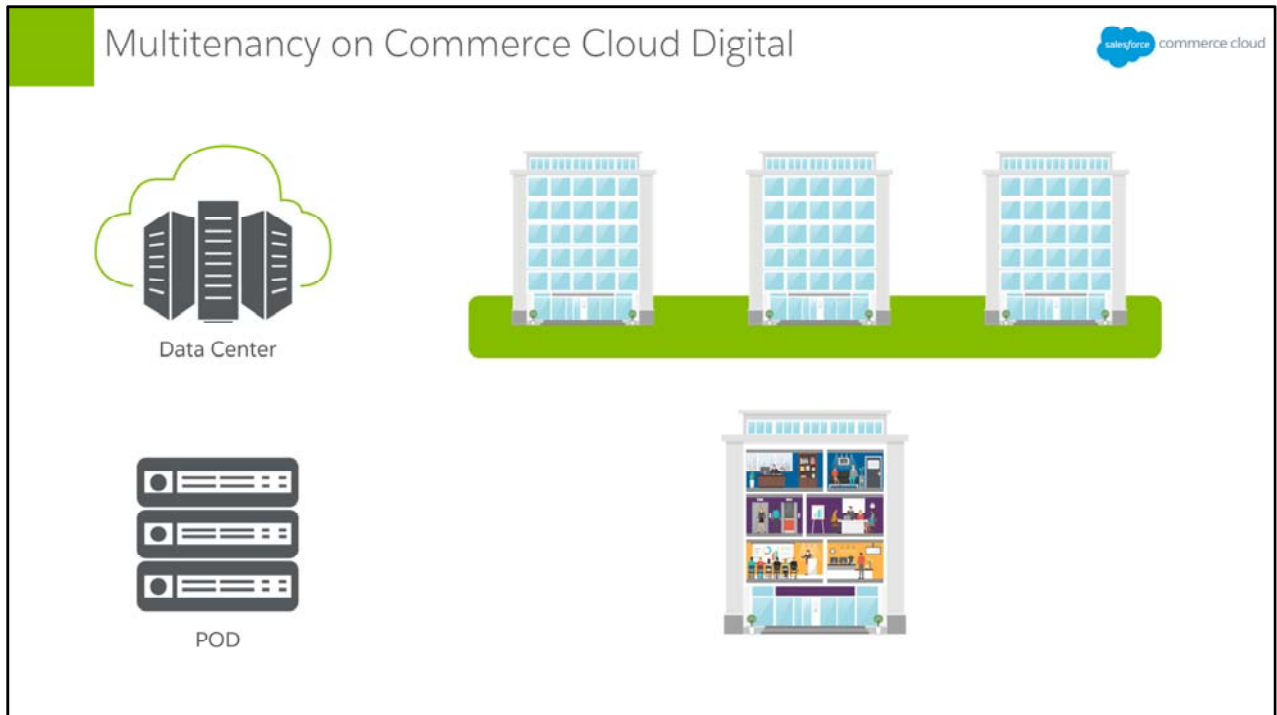 Multitenancy on Commerce Cloud Digital
salesforce commerce cloud
Data Center
POD